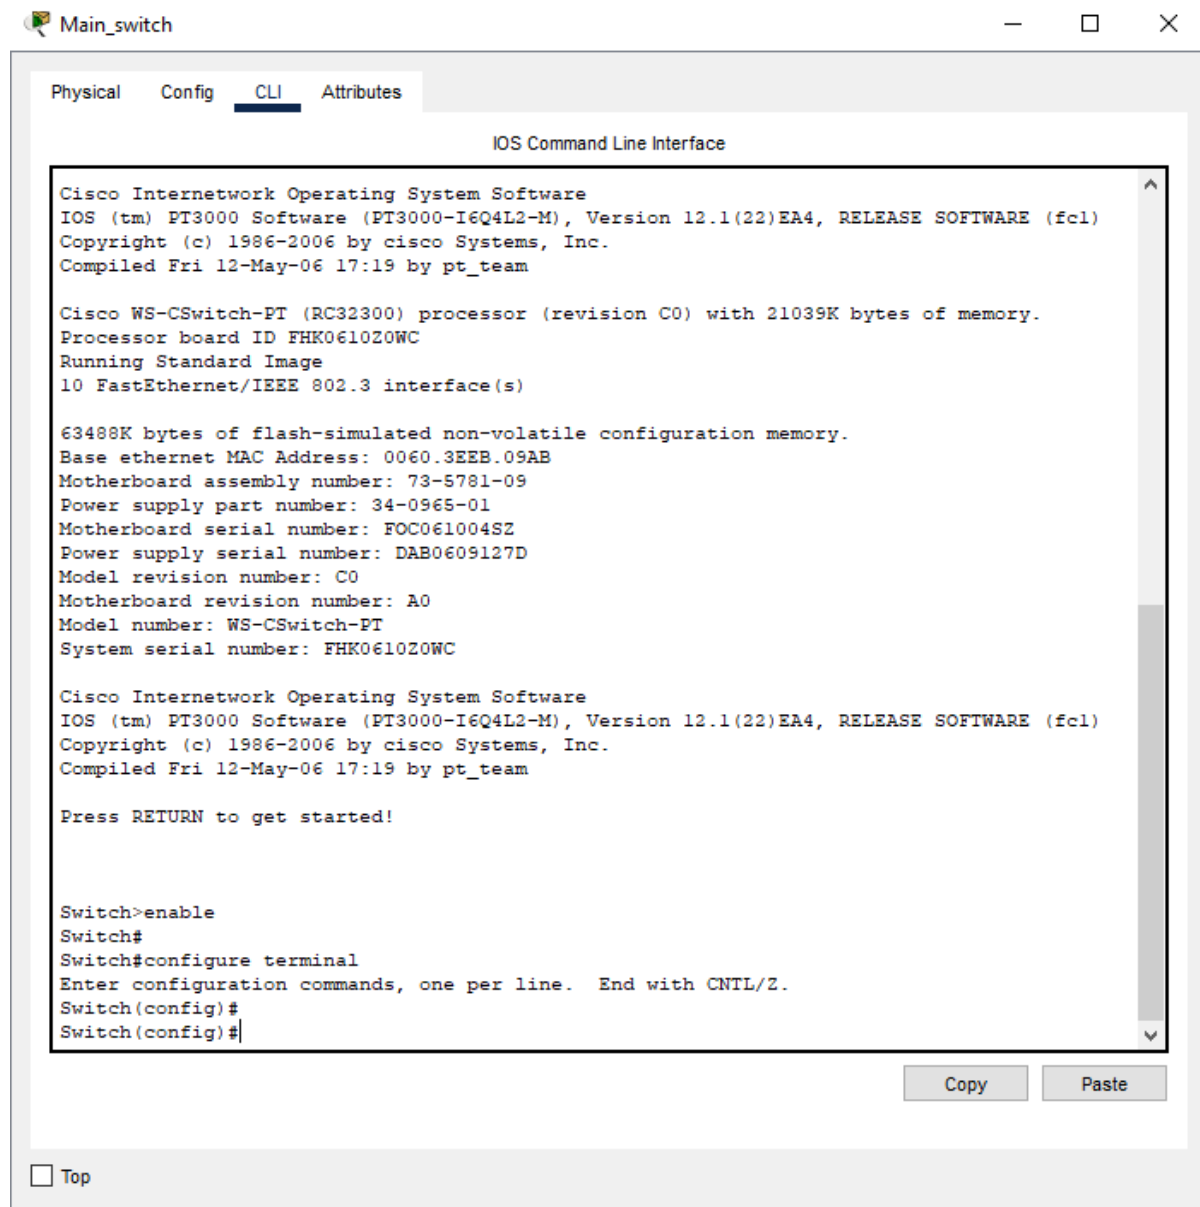 Main_switch
Physical Config CLI Attributes
IOS Command Line Interface
Cisco Internetwork Operating System Software
IOS (tm) PT3000 Software (PT3000-I6Q4L2-M), Version 12.1(22)EA4, RELEASE SOFTWARE (fc1)
Copyright (c) 1986-2006 by cisco Systems, Inc.
Compiled Fri 12-May-06 17:19 by pt_team
Cisco WS-CSwitch-PT (RC32300) processor (revision C0) with 21039K bytes of memory.
Processor board ID FHK0610Z0WC
Running Standard Image
10 FastEthernet/IEEE 802.3 interface(s)
63488K bytes of flash-simulated non-volatile configuration memory.
Base ethernet MAC Address: 0060.3EEB.09AB
Motherboard assembly number: 73-5781-09
Power supply part number: 34-0965-01
Motherboard serial number: FOC061004SZ
Power supply serial number: DAB0609127D
Model revision number: C0
Motherboard revision number: A0
Model number: WS-CSwitch-PT
System serial number: FHK0610Z0WC
Cisco Internetwork Operating System Software
IOS (tm) PT3000 Software (PT3000-I6Q4L2-M), Version 12.1(22)EA4, RELEASE SOFTWARE (fc1)
Copyright (c) 1986-2006 by cisco Systems, Inc.
Compiled Fri 12-May-06 17:19 by pt_team
Press RETURN to get started!
Switch>enable
Switch#
Switch#configure terminal
Enter configuration commands, one per line.  End with CNTL/Z.
Switch(config)#
Switch(config)#
Copy Paste
Top